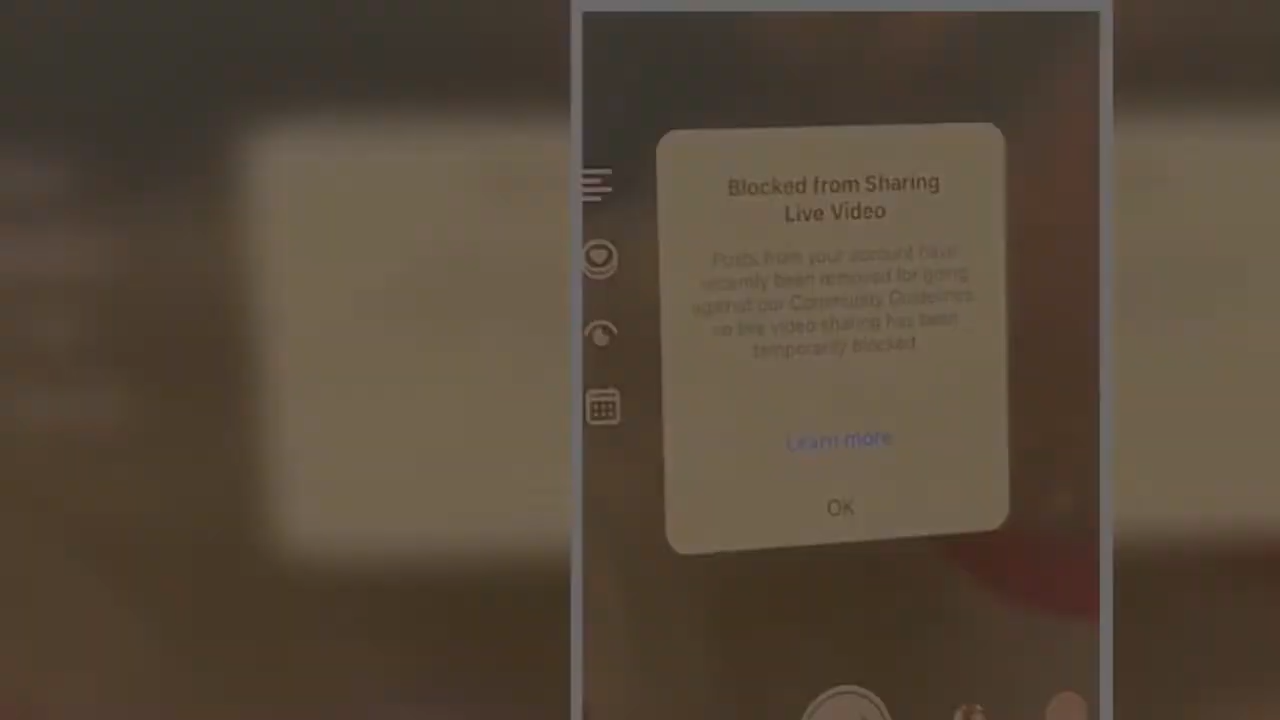 Blocked from Sharing
Live Video
Posts from your account have
recently been removed for going
against our Community Guidelines
so live video sharing has been
temporarily blocked
Learn more
OK